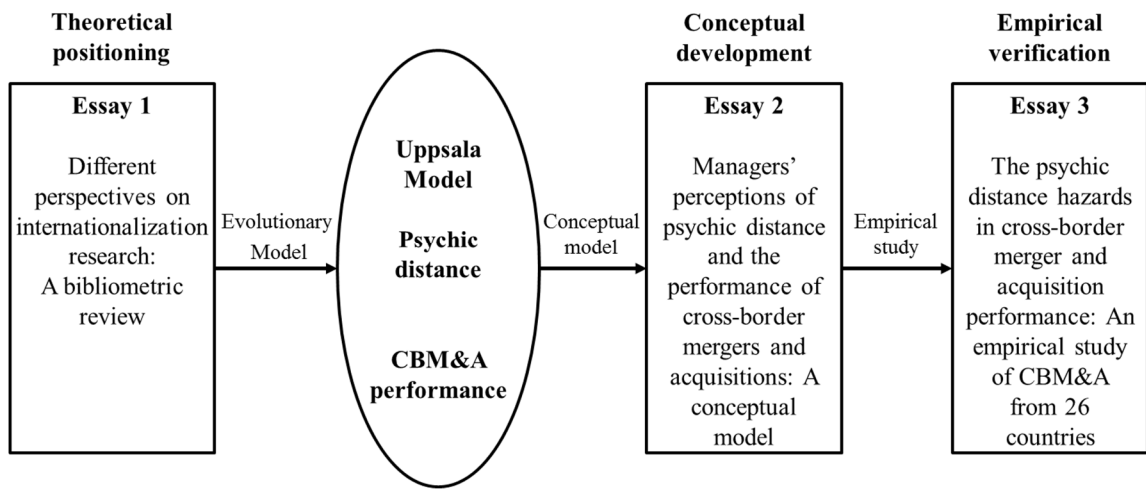 Theoretical
positioning
Essay 1
Different
perspectives on
internationalization
research:
A bibliometric
review
Evolutionary
Model
Uppsala
Model
Psychic
distance
CBM&A
performance
Conceptual
model
Conceptual
development
Essay 2
Managers'
perceptions of
psychic distance
and the
performance of
cross-border
mergers and
acquisitions: A
conceptual
model
Empirical
study
Empirical
verification
Essay 3
The psychic
distance hazards
in cross-border
merger and
acquisition
performance: An
empirical study
of CBM&A
from 26
countries